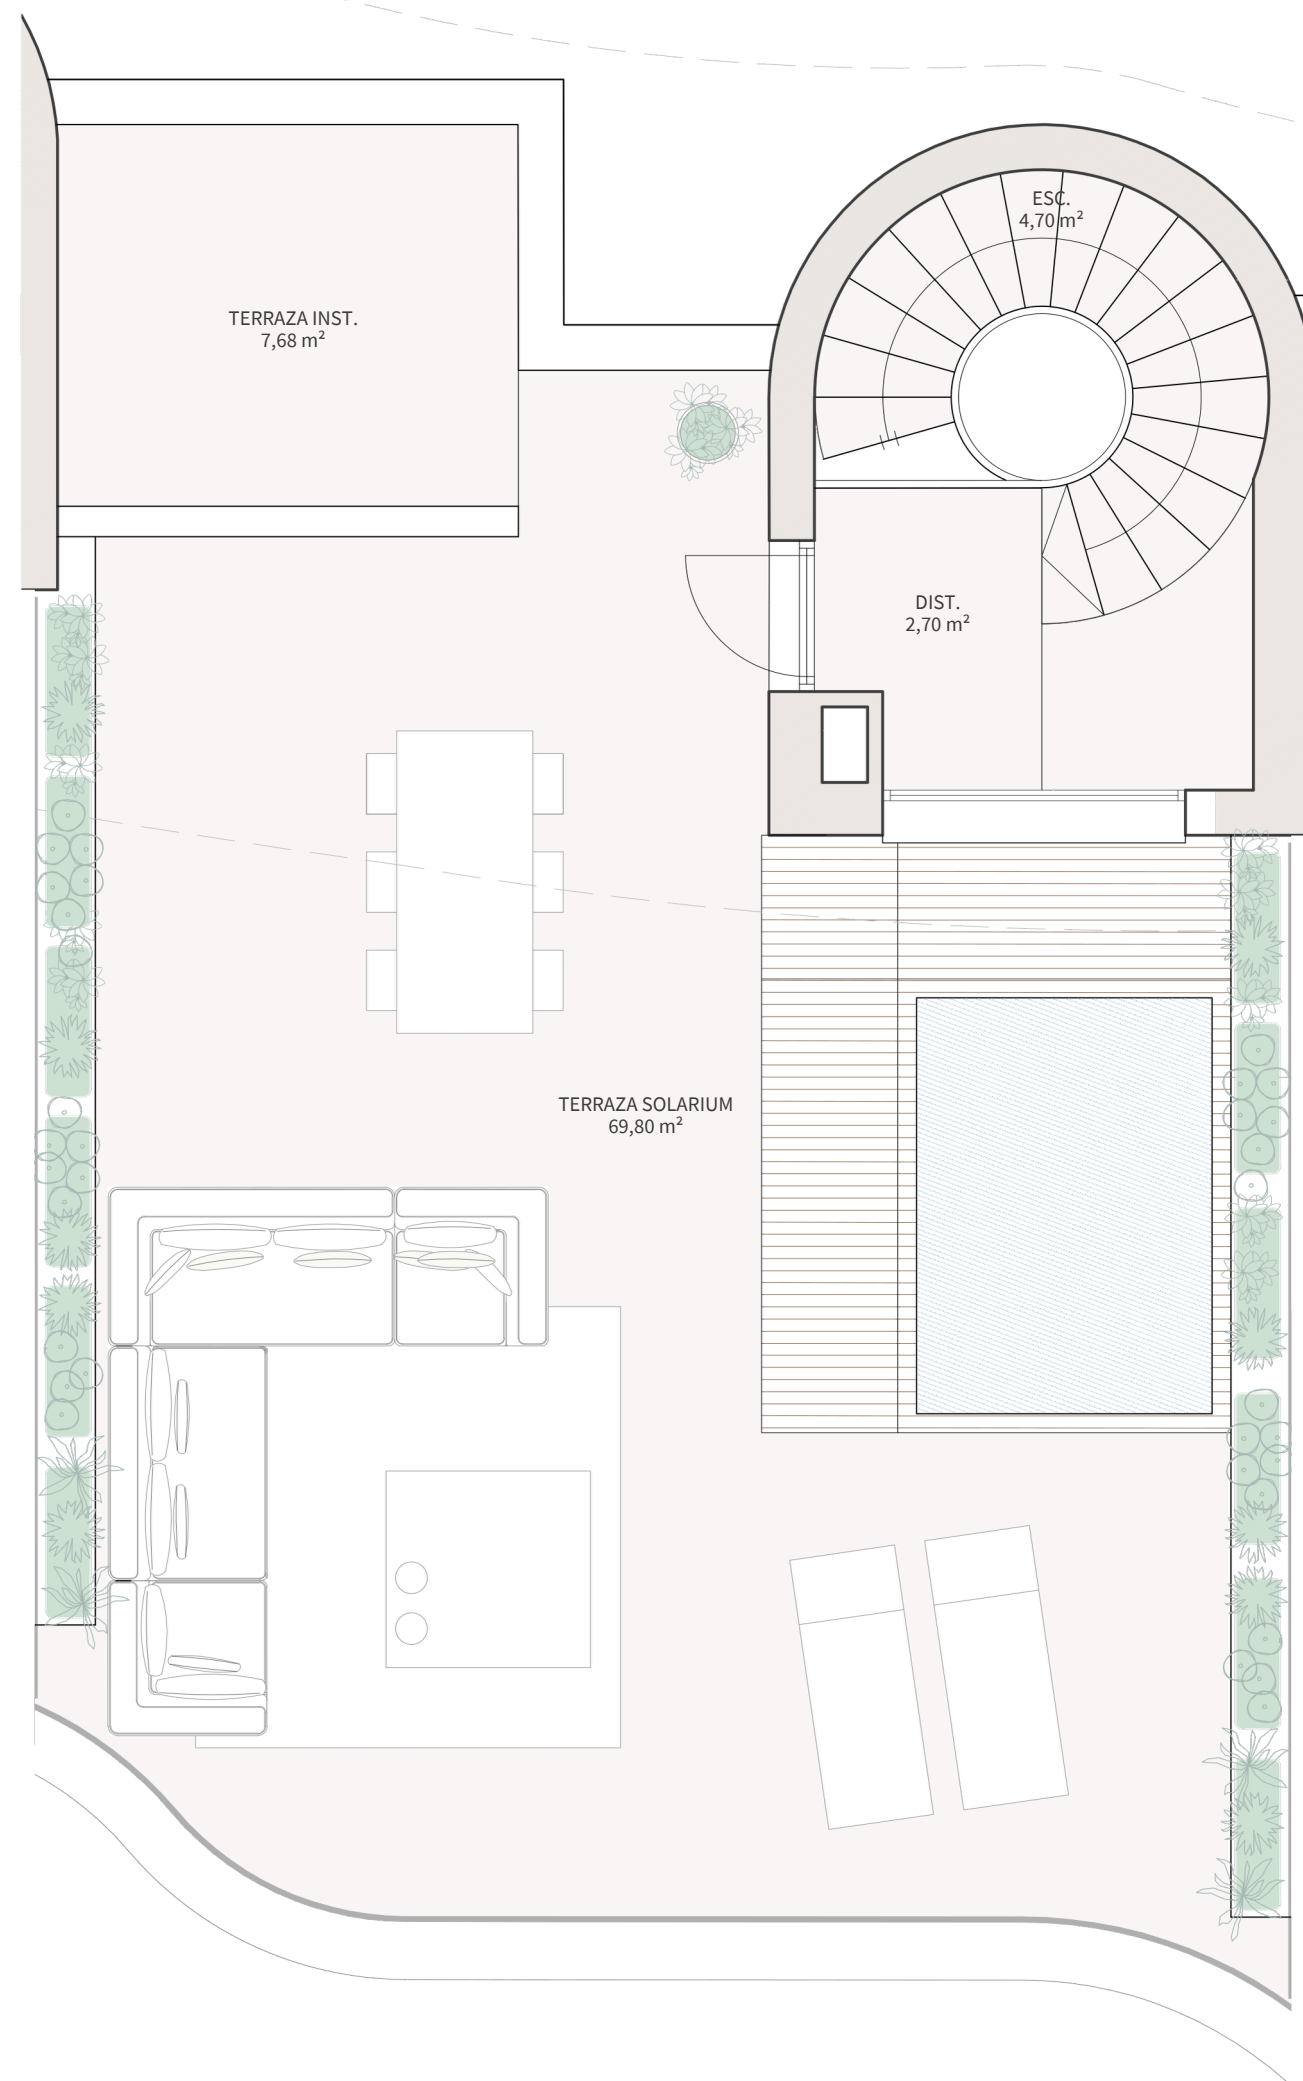 ESC.
4,70 m²
TERRAZA INST.
7,68 m²
DIST.
2,70 m²
TERRAZA SOLARIUM
69,80 m²